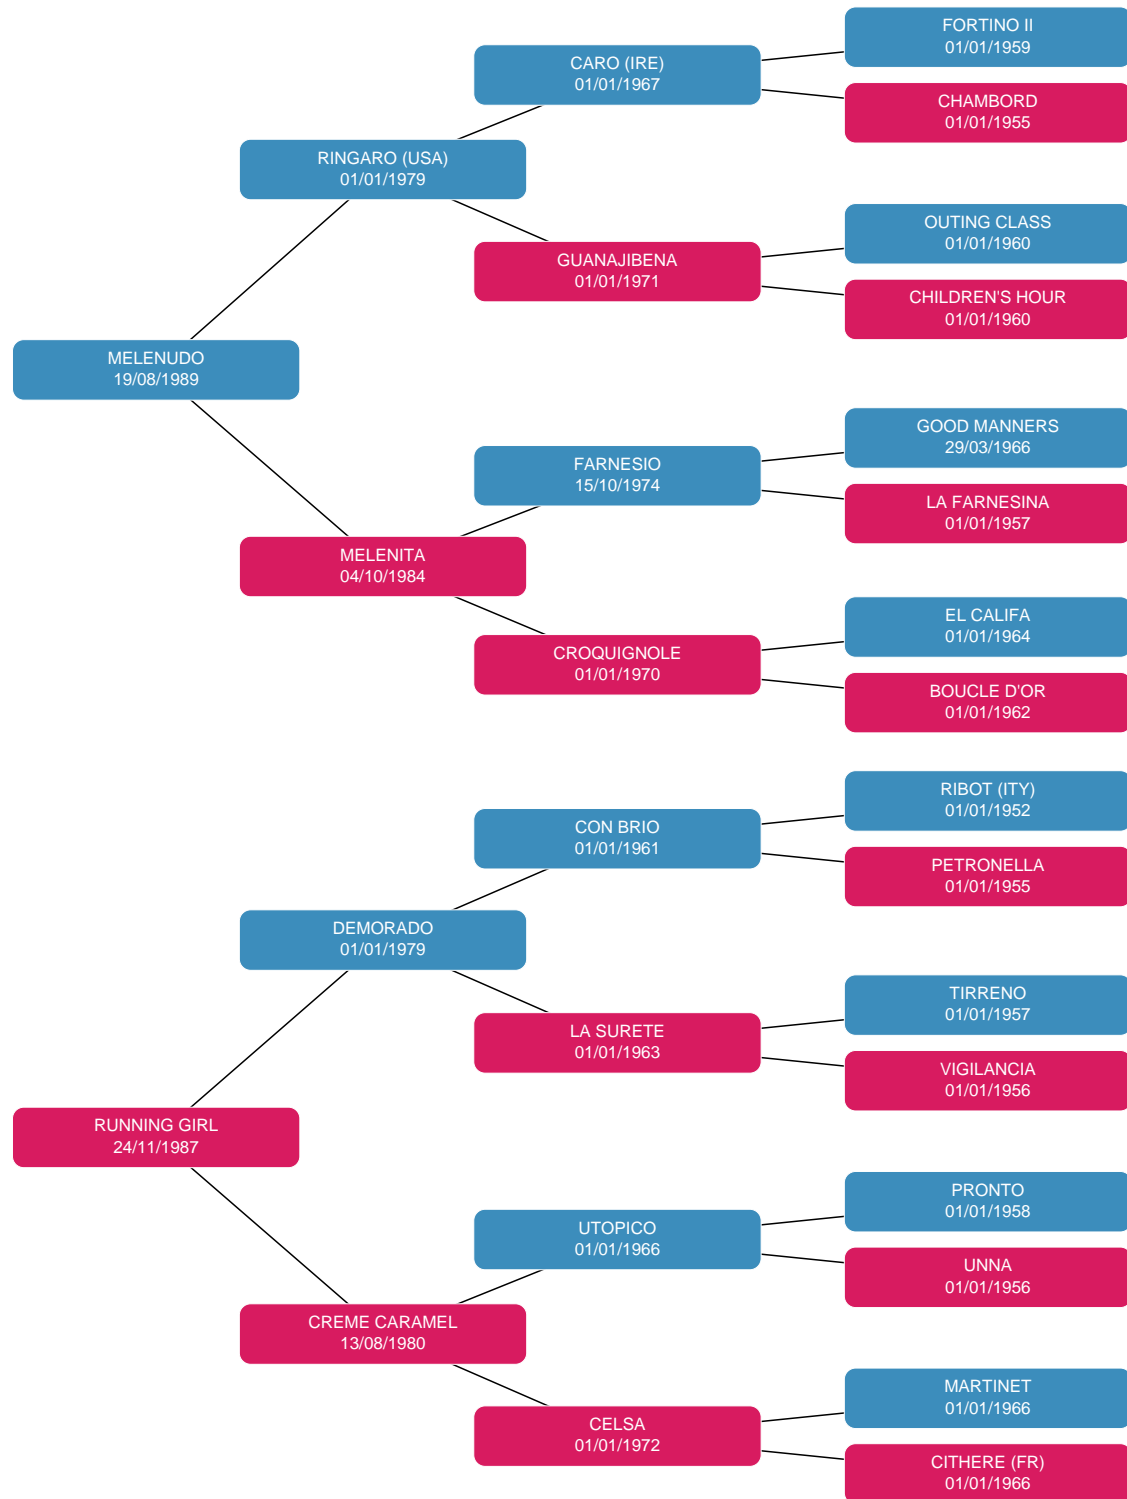 FORTINO II
01/01/1959
CARO (IRE)
01/01/1967
CHAMBORD
01/01/1955
RINGARO (USA)
01/01/1979
OUTING CLASS
01/01/1960
GUANAJIBENA
01/01/1971
CHILDREN'S HOUR
01/01/1960
MELENUDO
19/08/1989
GOOD MANNERS
29/03/1966
FARNESIO
15/10/1974
LA FARNESINA
01/01/1957
MELENITA
04/10/1984
EL CALIFA
01/01/1964
CROQUIGNOLE
01/01/1970
BOUCLE D'OR
01/01/1962
RIBOT (ITY)
01/01/1952
CON BRIO
01/01/1961
PETRONELLA
01/01/1955
DEMORADO
01/01/1979
TIRRENO
01/01/1957
LA SURETE
01/01/1963
VIGILANCIA
01/01/1956
RUNNING GIRL
24/11/1987
PRONTO
01/01/1958
UTOPICO
01/01/1966
UNNA
01/01/1956
CREME CARAMEL
13/08/1980
MARTINET
01/01/1966
CELSA
01/01/1972
CITHERE (FR)
01/01/1966